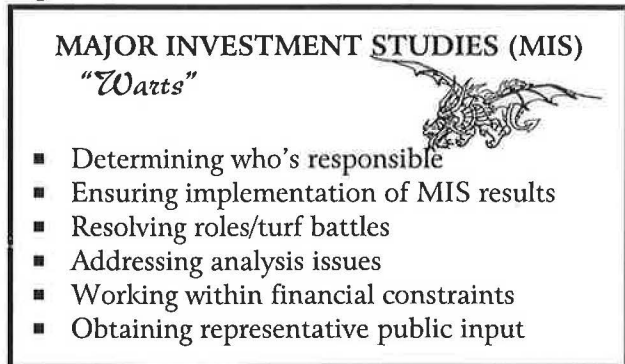 MAJOR INVESTMENT STUDIES (MIS)
“Warts”
▪ Determining who's responsible
▪ Ensuring implementation of MIS results
▪ Resolving roles/turf battles
▪ Addressing analysis issues
▪ Working within financial constraints
▪ Obtaining representative public input